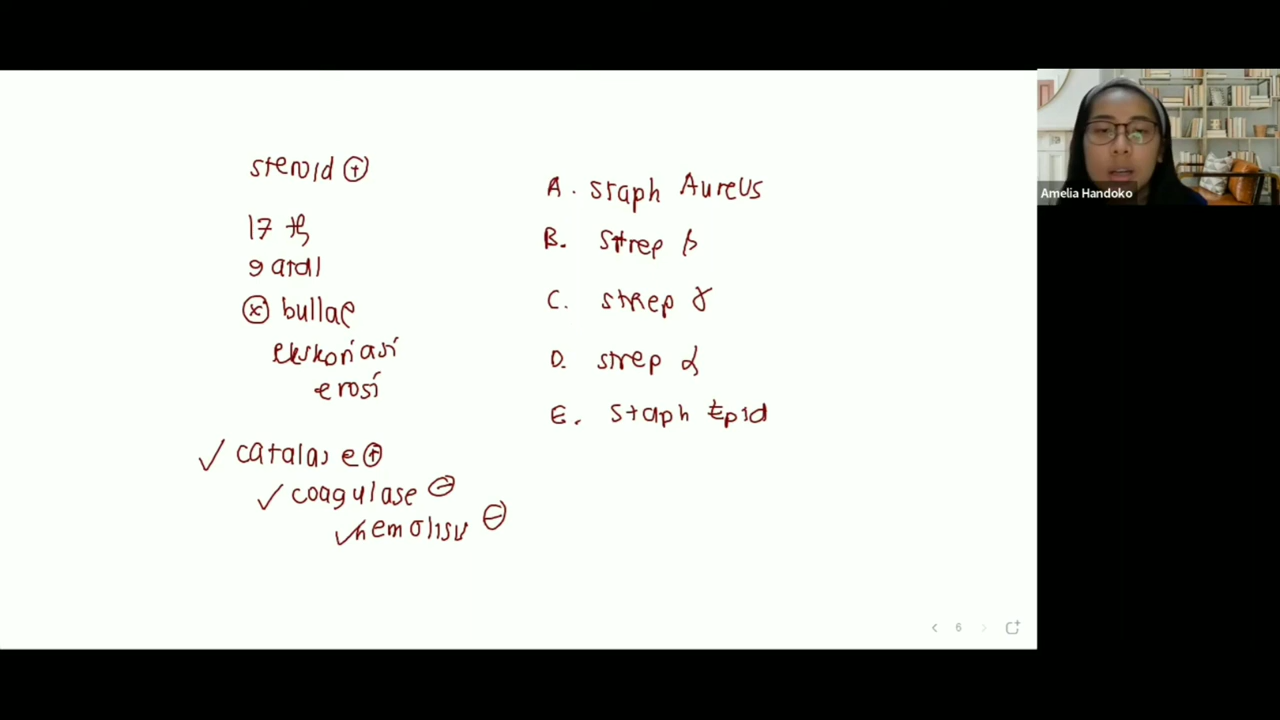 steroid ⊕
17 th
gatal
ⓧ bullae
ekskoriasi
erosi
✓ catalase ⊕
✓ coagulase ⊖
✓ hemolisis ⊖
A. Staph Aureus
B. Strep β
C. Strep γ
D. Strep α
E. Staph Epid
Amelia Handoko
6